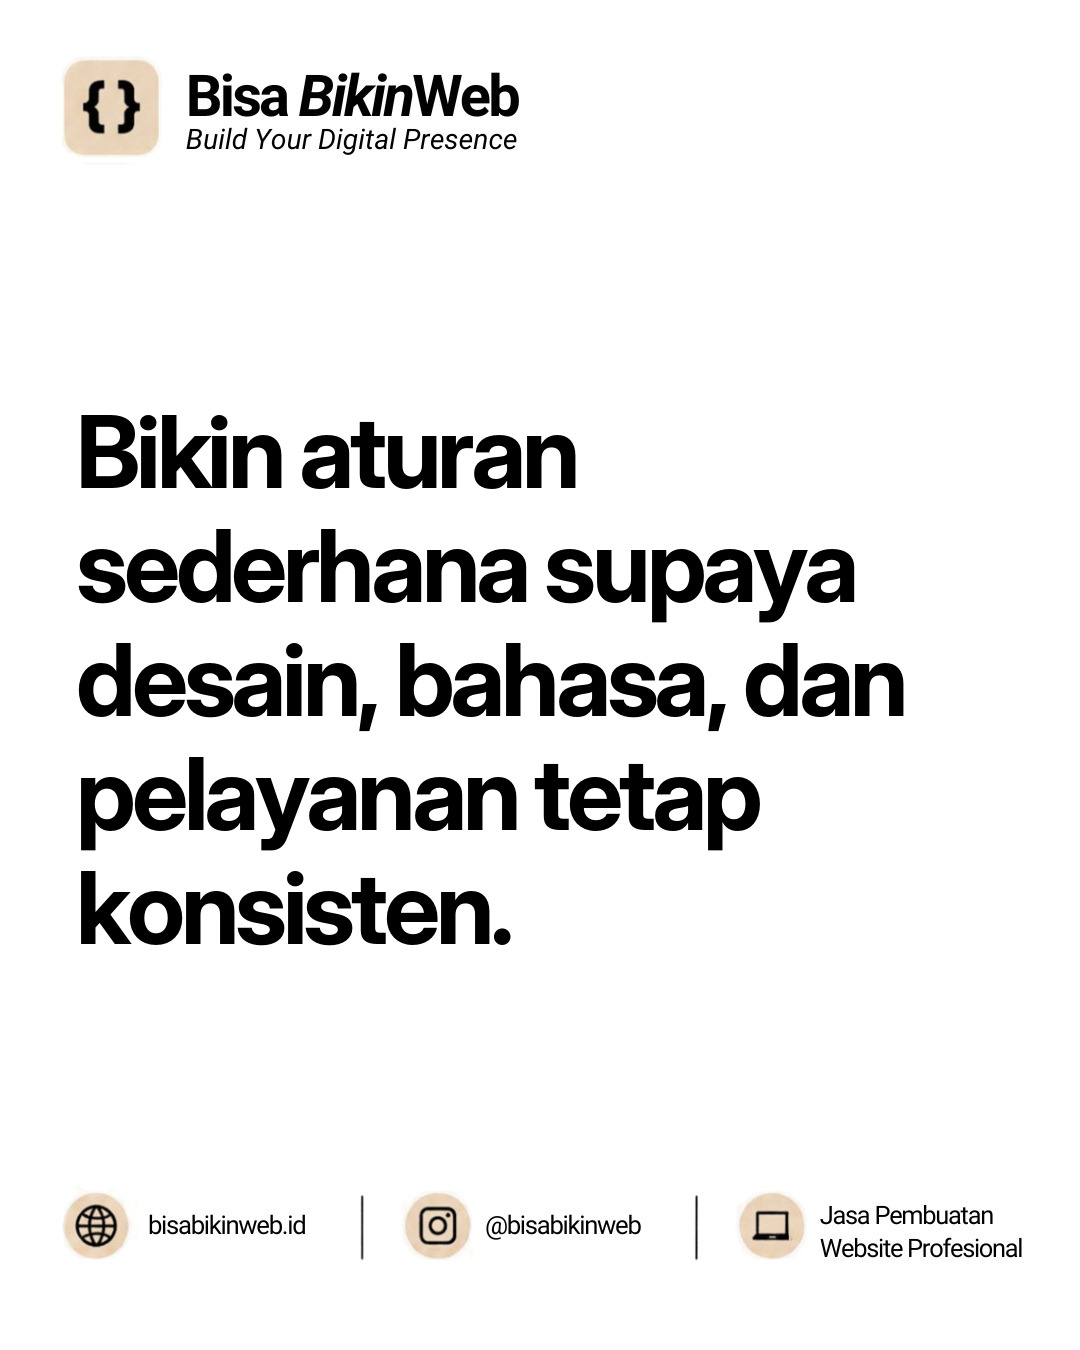 { }
Bisa BikinWeb
Build Your Digital Presence
Bikin aturan
sederhana supaya
desain, bahasa, dan
pelayanan tetap
konsisten.
bisabikinweb.id
@bisabikinweb
Jasa Pembuatan
Website Profesional